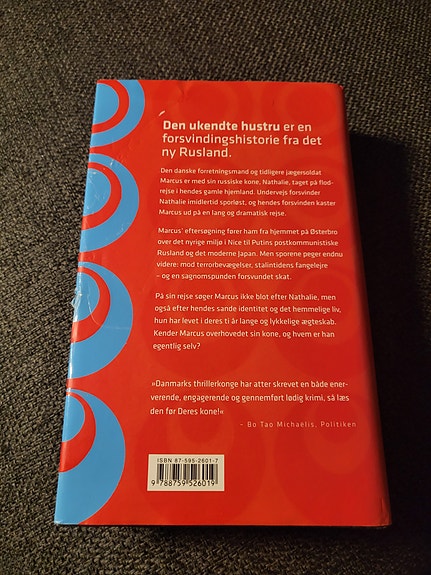 Den ukendte hustru er en
forsvindingshistorie fra det
ny Rusland.
Den danske forretningsmand og tidligere jægersoldat
Marcus er med sin russiske kone, Nathalie, taget på flod-
rejse i hendes gamle hjemland. Undervejs forsvinder
Nathalie imidlertid sporløst, og hendes forsvinden kaster
Marcus ud på en lang og dramatisk rejse.
Marcus' eftersøgning fører ham fra hjemmet på Østerbro
over det nyrige miljø i Nice til Putins postkommunistiske
Rusland og det moderne Japan. Men sporene peger endnu
videre: mod terrorbevægelser, stalintidens fangelejre
– og en sagnomspunden forsvundet skat.
På sin rejse søger Marcus ikke blot efter Nathalie, men
også efter hendes sande identitet og det hemmelige liv,
hun har levet i deres ti år lange og lykkelige ægteskab.
Kender Marcus overhovedet sin kone, og hvem er han
egentlig selv?
»Danmarks thrillerkonge har atter skrevet en både ener-
verende, engagerende og gennemført lødig krimi, så læs
den før Deres kone!«
– Bo Tao Michaëlis, Politiken
ISBN 87-595-2601-7
9 788759 526019